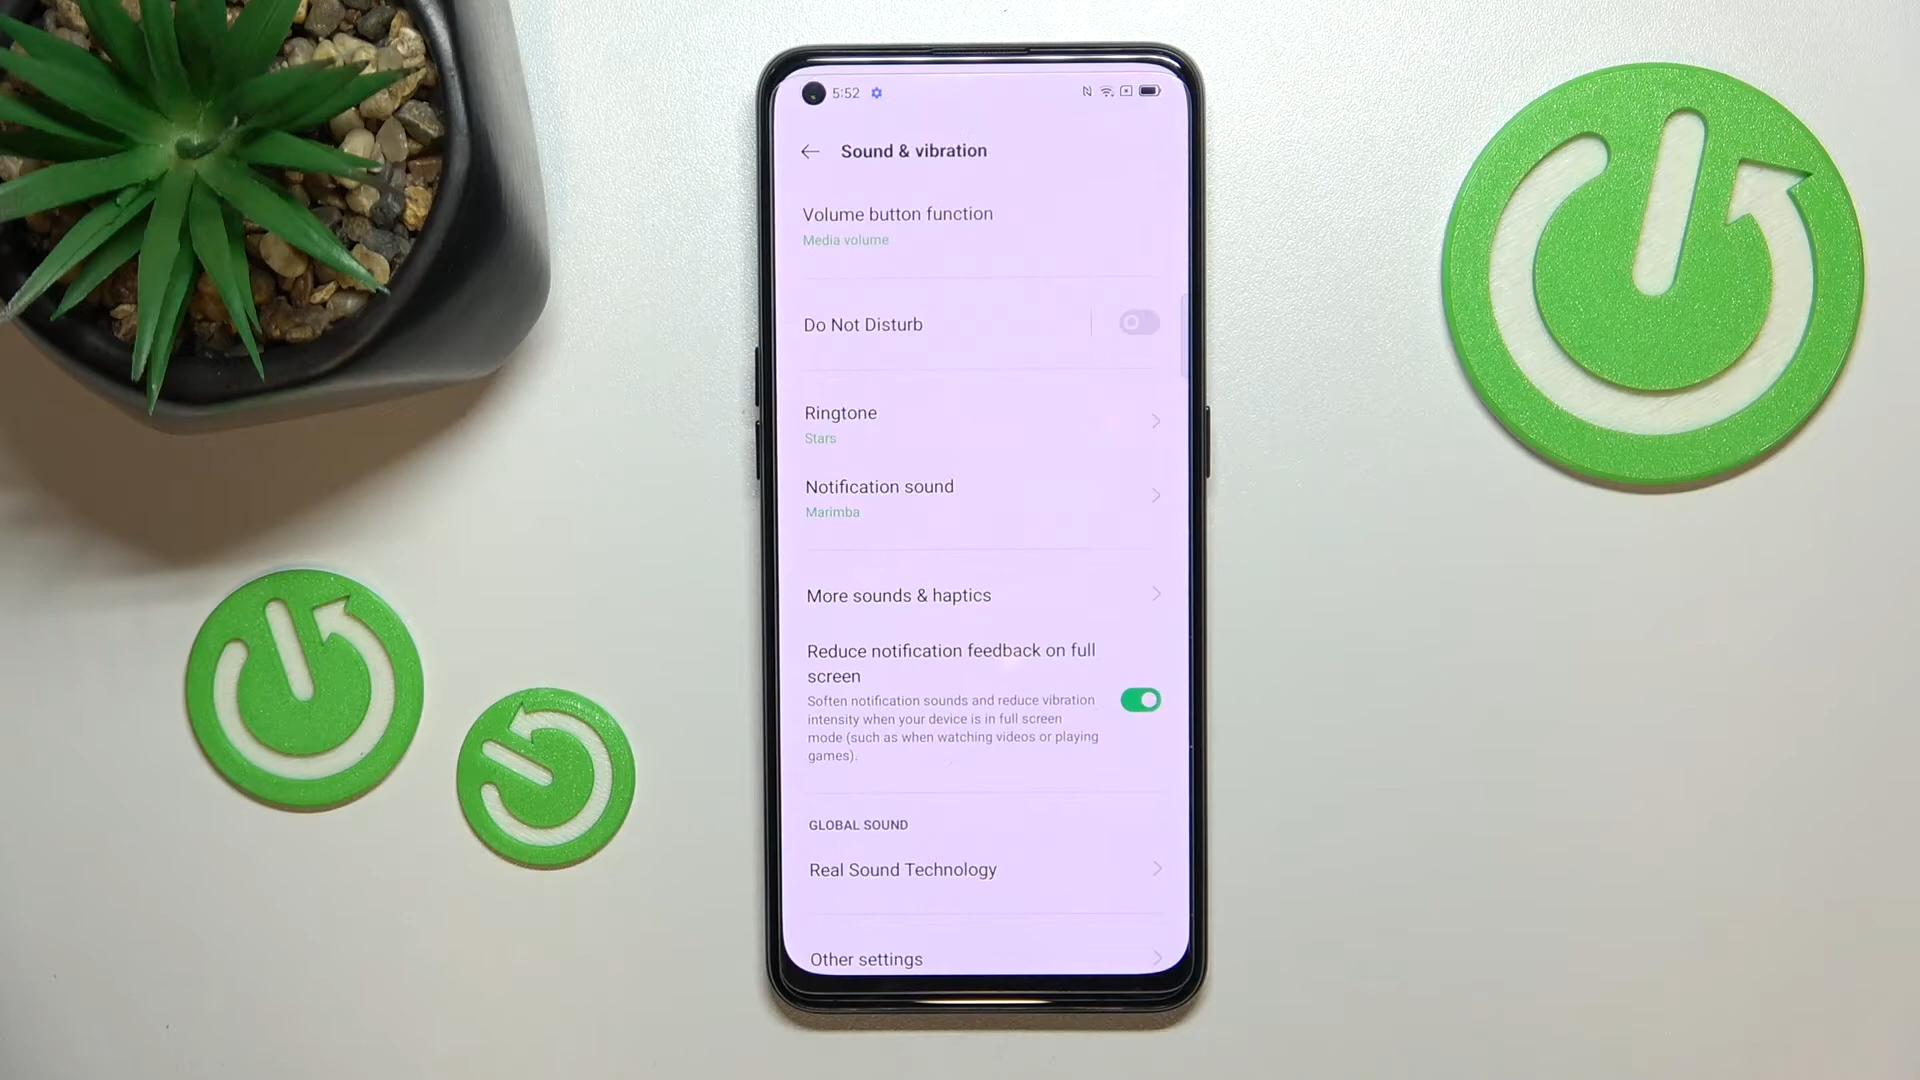 5:52
Sound & vibration
Volume button function
Media volume
Do Not Disturb
Ringtone
Stars
Notification sound
Marimba
More sounds & haptics
Reduce notification feedback on full
screen
Soften notification sounds and reduce vibration
intensity when your device is in full screen
mode (such as when watching videos or playing
games).
GLOBAL SOUND
Real Sound Technology
Other settings